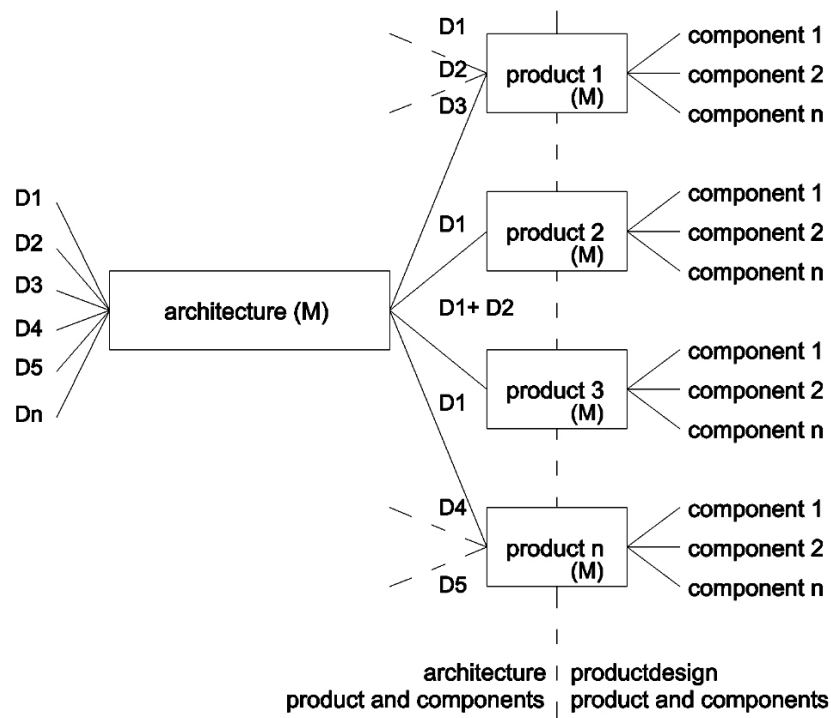 D1
D2
D3
product 1
(M)
component 1
component 2
component n
D1
D2
D3
D4
D5
Dn
architecture (M)
D1
product 2
(M)
component 1
component 2
component n
D1+ D2
D1
product 3
(M)
component 1
component 2
component n
D4
D5
product n
(M)
component 1
component 2
component n
architecture
product and components
productdesign
product and components